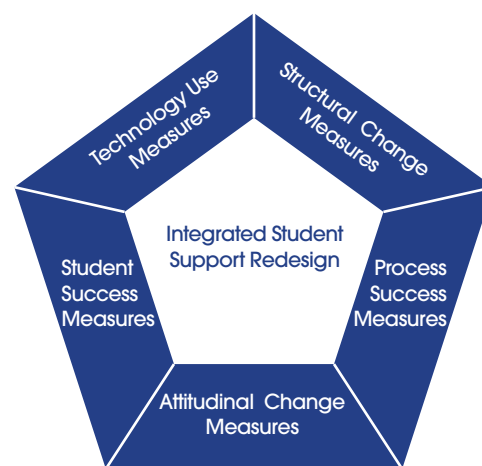 Technology Use
Measures
Structural Change
Measures
Integrated Student
Support Redesign
Student
Success
Measures
Process
Success
Measures
Attitudinal Change
Measures